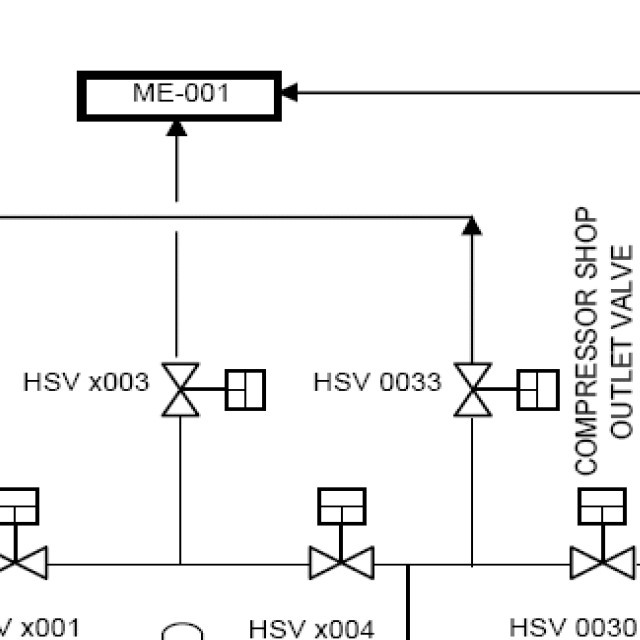 ME-001
HSV x003
HSV 0033
COMPRESSOR SHOP
OUTLET VALVE
V x001
HSV x004
HSV 0030